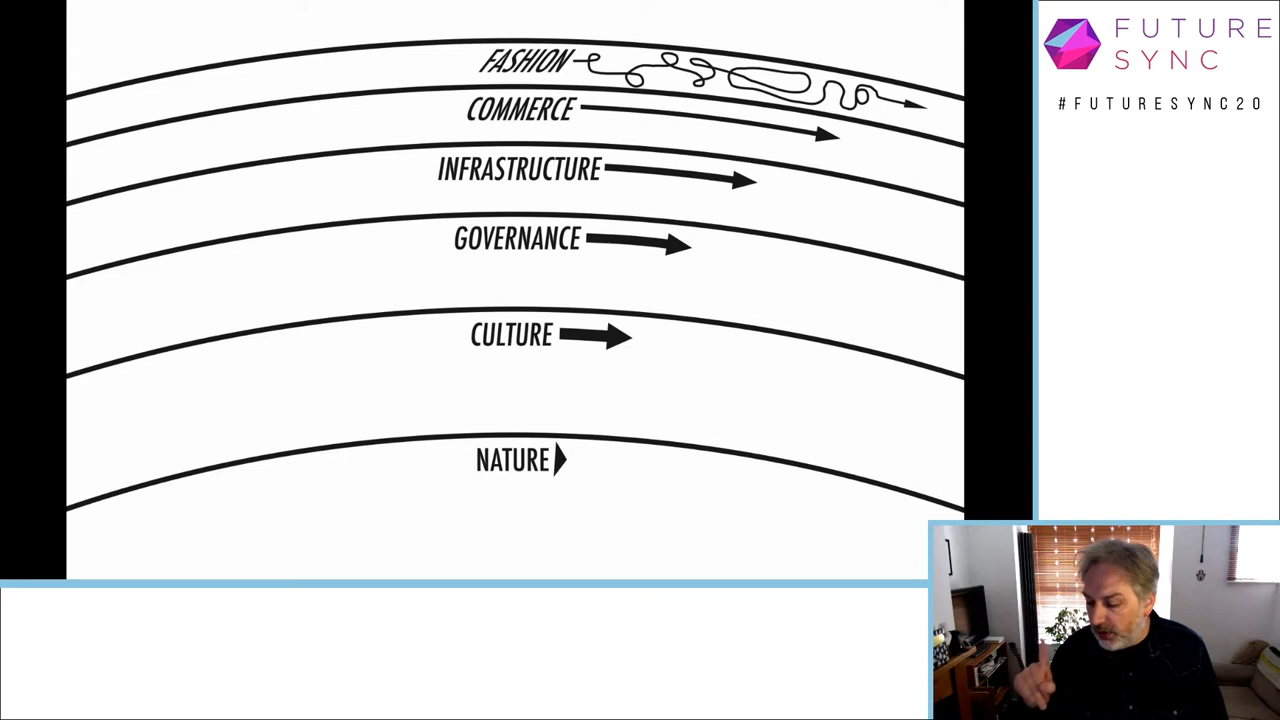 FASHION
COMMERCE
INFRASTRUCTURE
GOVERNANCE
CULTURE
NATURE
FUTURE
SYNC
#FUTURESYNC20